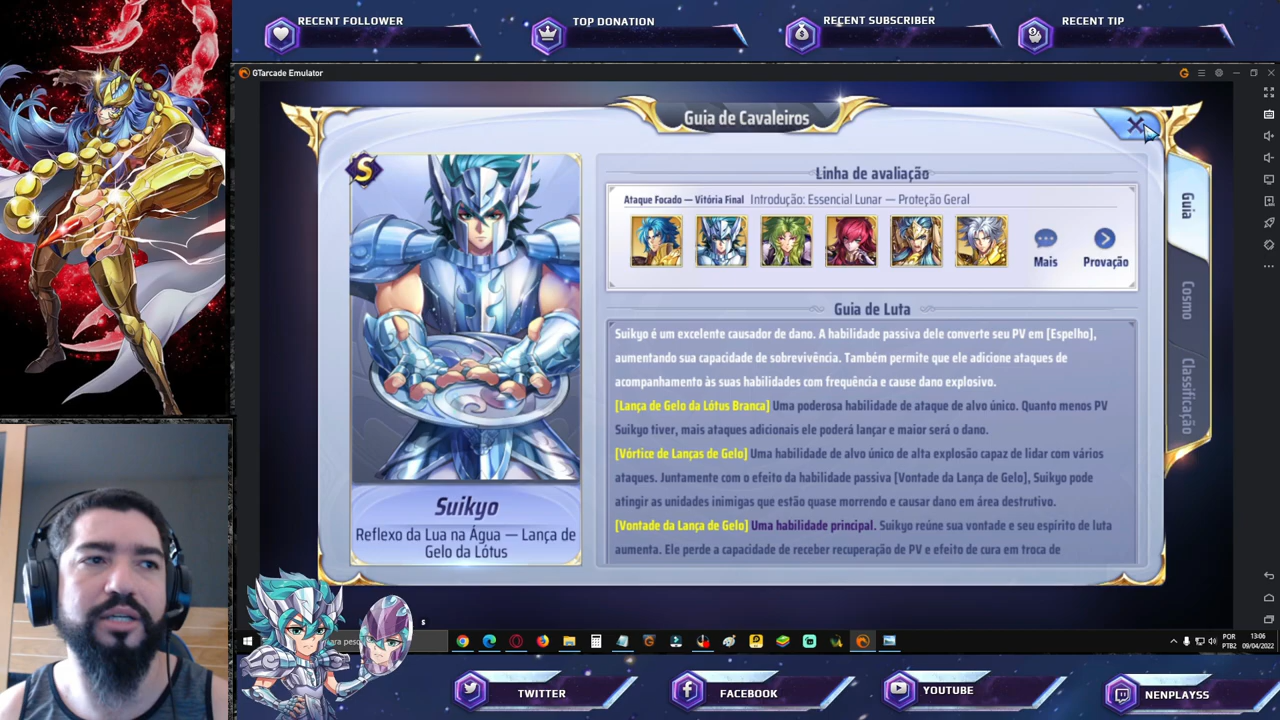 RECENT FOLLOWER
TOP DONATION
RECENT SUBSCRIBER
RECENT TIP
GTarcade Emulator
Guia de Cavaleiros
S
Linha de avaliação
Ataque Focado — Vitória Final Introdução: Essencial Lunar — Proteção Geral
Mais
Provação
Guia
Cosmo
Classificação
Guia de Luta
Suikyo é um excelente causador de dano. A habilidade passiva dele converte seu PV em [Espelho],
aumentando sua capacidade de sobrevivência. Também permite que ele adicione ataques de
acompanhamento às suas habilidades com frequência e cause dano explosivo.
[Lança de Gelo da Lótus Branca] Uma poderosa habilidade de ataque de alvo único. Quanto menos PV
Suikyo tiver, mais ataques adicionais ele poderá lançar e maior será o dano.
[Vórtice de Lanças de Gelo] Uma habilidade de alvo único de alta explosão capaz de lidar com vários
ataques. Juntamente com o efeito da habilidade passiva [Vontade da Lança de Gelo], Suikyo pode
atingir as unidades inimigas que estão quase morrendo e causar dano em área destrutivo.
[Vontade da Lança de Gelo] Uma habilidade principal. Suikyo reúne sua vontade e seu espírito de luta
aumenta. Ele perde a capacidade de receber recuperação de PV e efeito de cura em troca de
Suikyo
Reflexo da Lua na Água — Lança de
Gelo da Lótus
s
para pesq
POR
PTB2
13:06
09/04/2022
TWITTER
FACEBOOK
YOUTUBE
NENPLAYSS